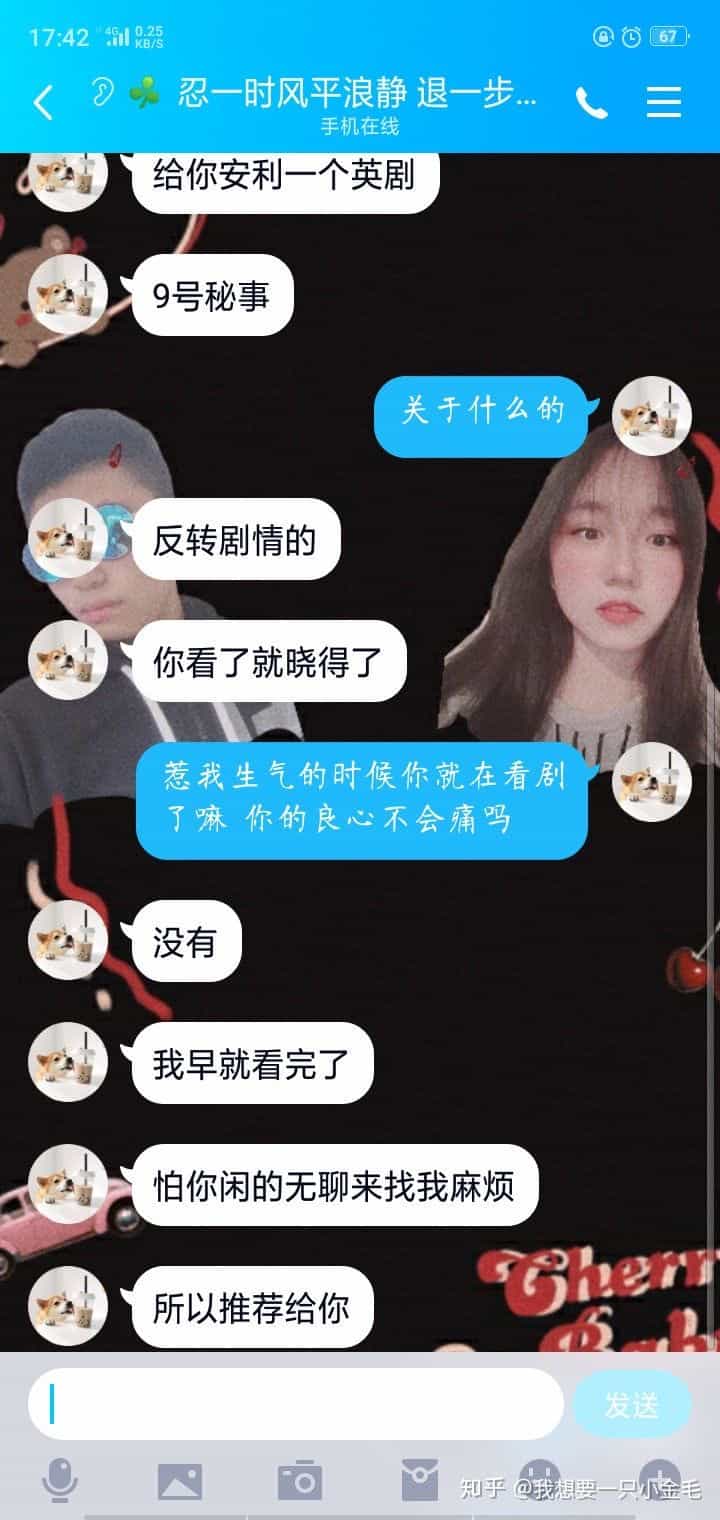 17:42 4G 0.25 KB/S 67
忍一时风平浪静 退一步...
手机在线
给你安利一个英剧
9号秘事
关于什么的
反转剧情的
你看了就晓得了
惹我生气的时候你就在看剧
了嘛 你的良心不会痛吗
没有
我早就看完了
怕你闲的无聊来找我麻烦
所以推荐给你
Cherr
Bab
发送
知乎 @我想要一只小金毛